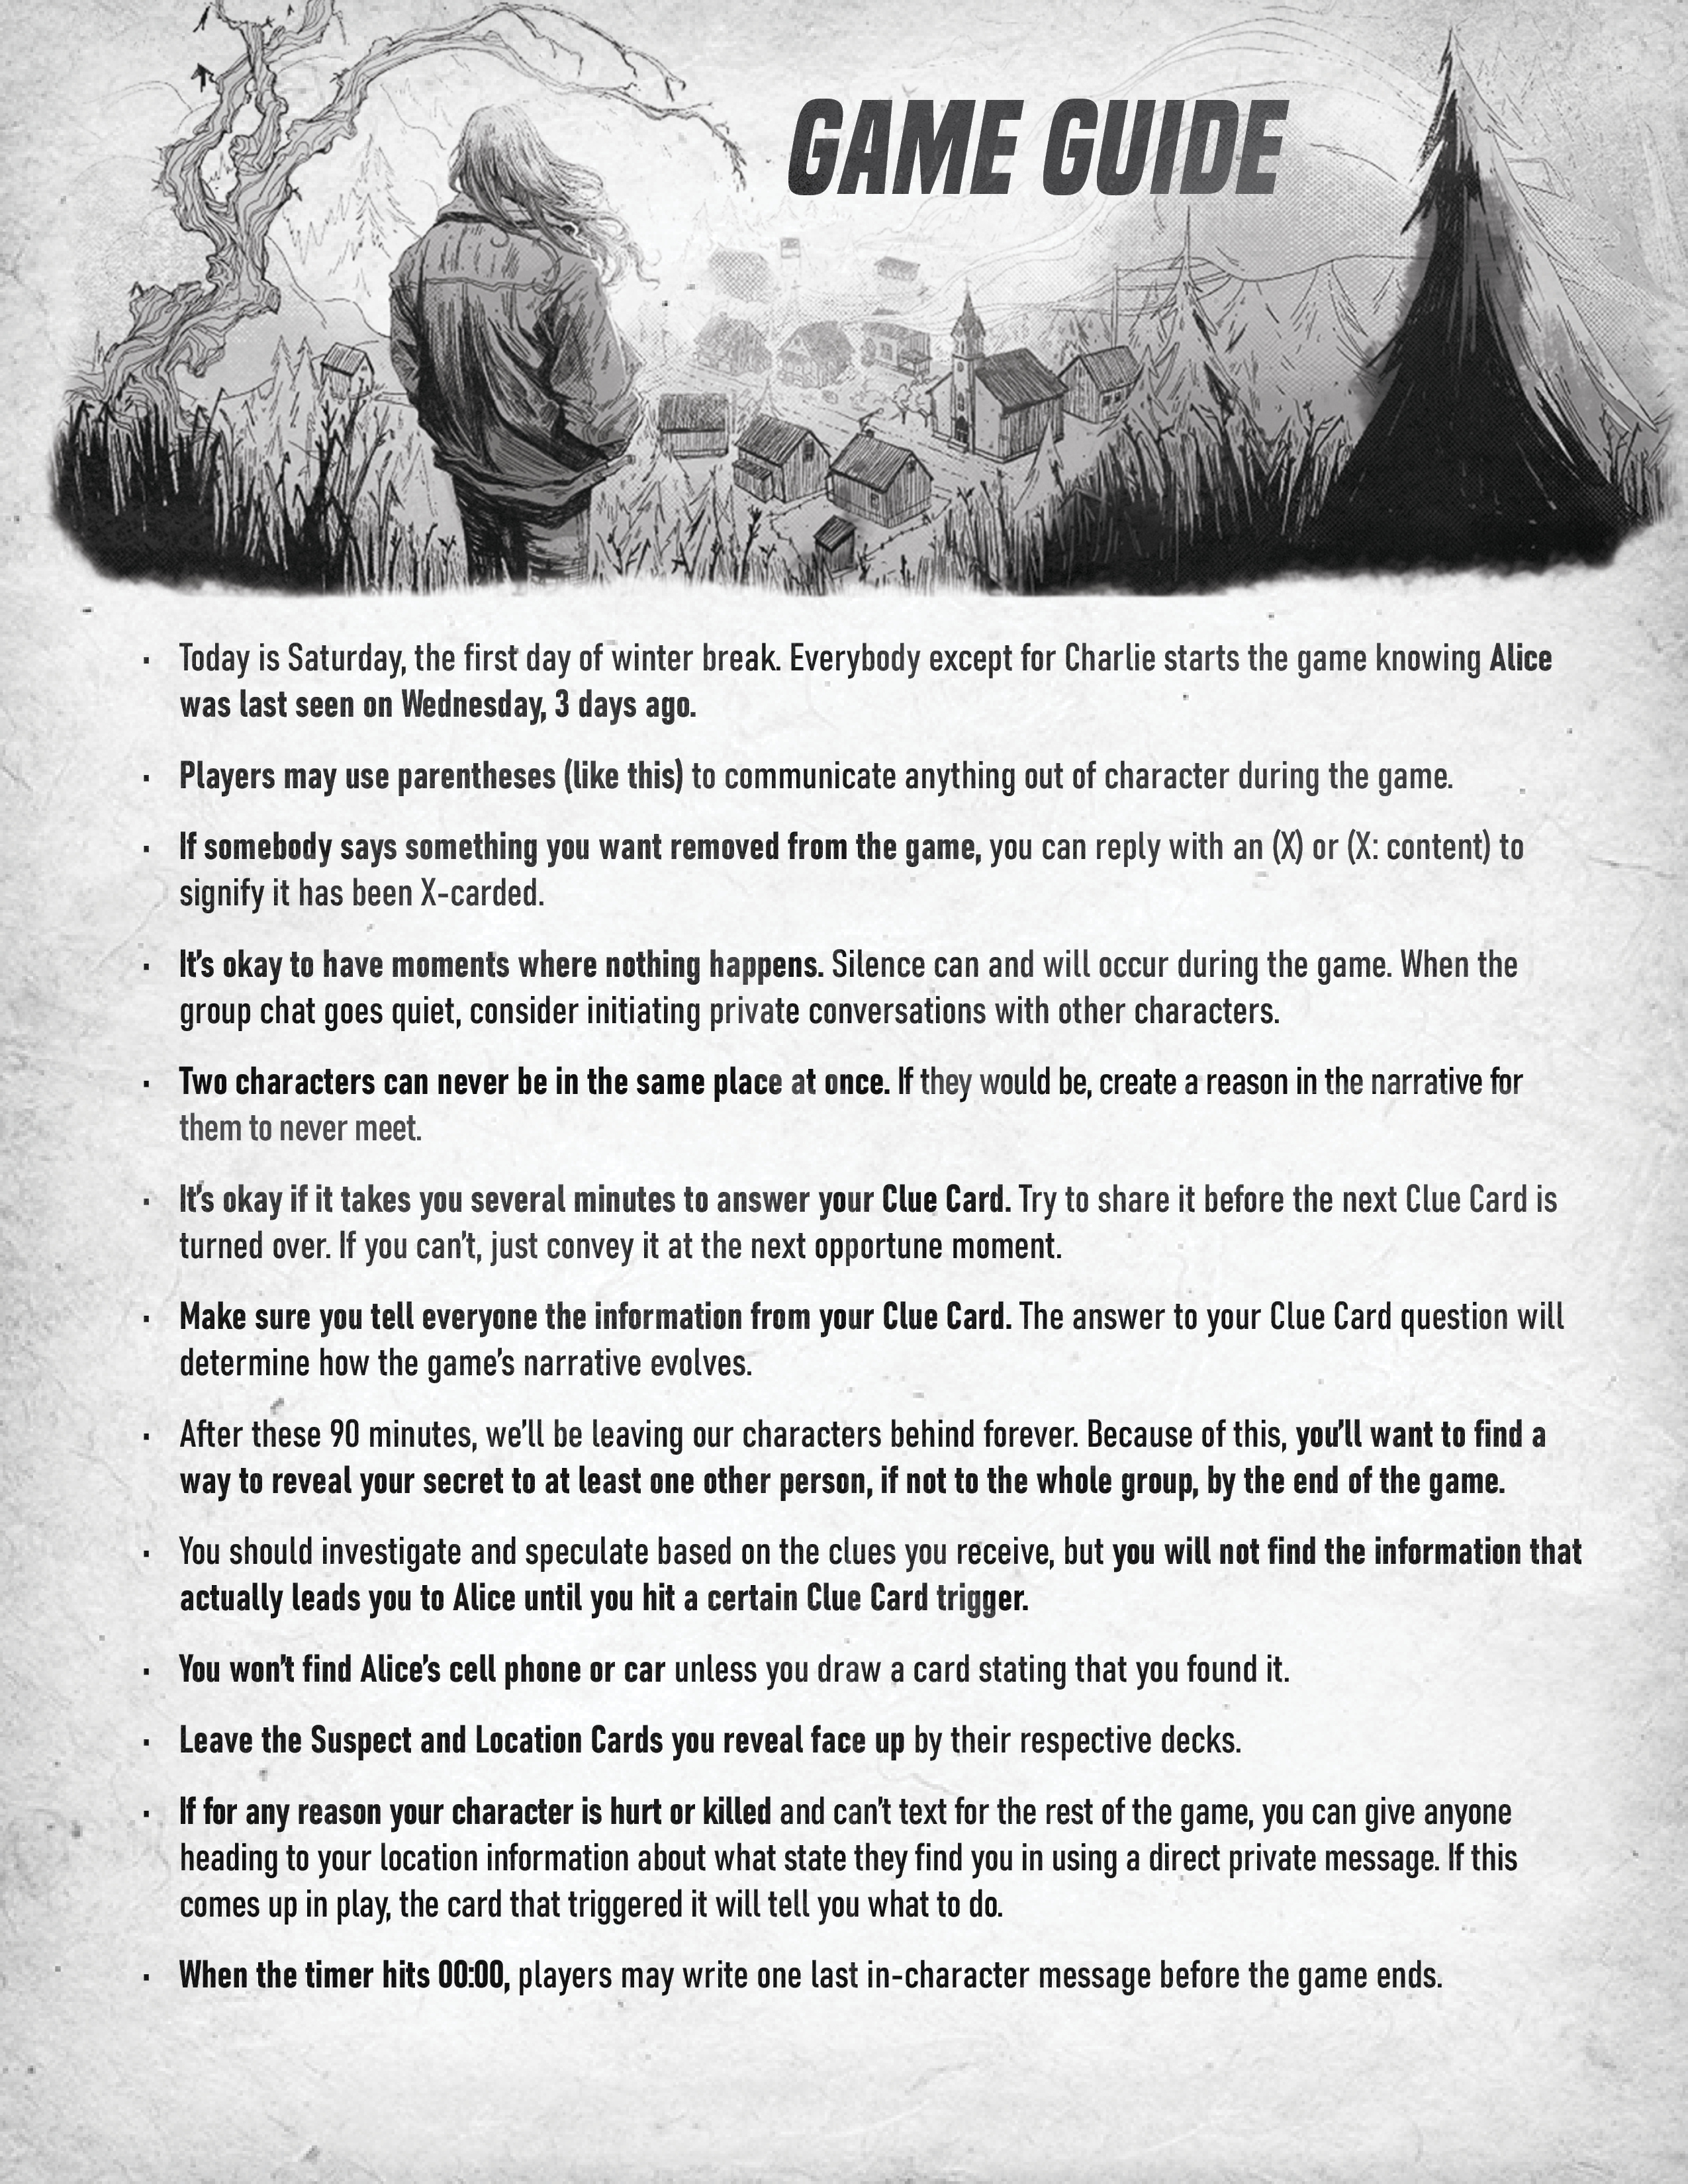 GAME GUIDE
· Today is Saturday, the first day of winter break. Everybody except for Charlie starts the game knowing Alice
was last seen on Wednesday, 3 days ago.
· Players may use parentheses (like this) to communicate anything out of character during the game.
· If somebody says something you want removed from the game, you can reply with an (X) or (X: content) to
signify it has been X-carded.
· It's okay to have moments where nothing happens. Silence can and will occur during the game. When the
group chat goes quiet, consider initiating private conversations with other characters.
· Two characters can never be in the same place at once. If they would be, create a reason in the narrative for
them to never meet.
· It's okay if it takes you several minutes to answer your Clue Card. Try to share it before the next Clue Card is
turned over. If you can't, just convey it at the next opportune moment.
· Make sure you tell everyone the information from your Clue Card. The answer to your Clue Card question will
determine how the game's narrative evolves.
· After these 90 minutes, we'll be leaving our characters behind forever. Because of this, you'll want to find a
way to reveal your secret to at least one other person, if not to the whole group, by the end of the game.
· You should investigate and speculate based on the clues you receive, but you will not find the information that
actually leads you to Alice until you hit a certain Clue Card trigger.
· You won't find Alice's cell phone or car unless you draw a card stating that you found it.
· Leave the Suspect and Location Cards you reveal face up by their respective decks.
· If for any reason your character is hurt or killed and can't text for the rest of the game, you can give anyone
heading to your location information about what state they find you in using a direct private message. If this
comes up in play, the card that triggered it will tell you what to do.
· When the timer hits 00:00, players may write one last in-character message before the game ends.